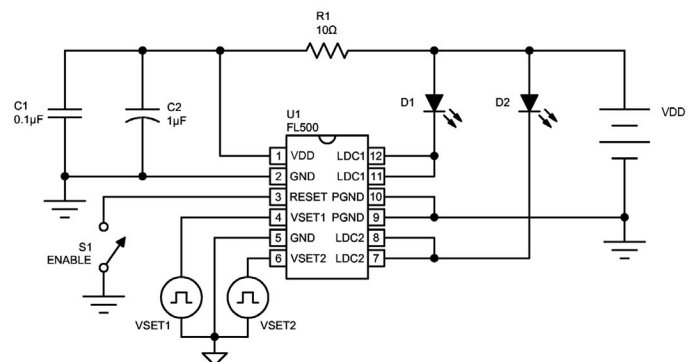 R1
10Ω
C1
0.1µF
C2
1µF
D1
D2
VDD
U1
FL500
1 VDD LDC1 12
2 GND LDC1 11
3 RESET PGND 10
4 VSET1 PGND 9
5 GND LDC2 8
6 VSET2 LDC2 7
S1
ENABLE
VSET1
VSET2